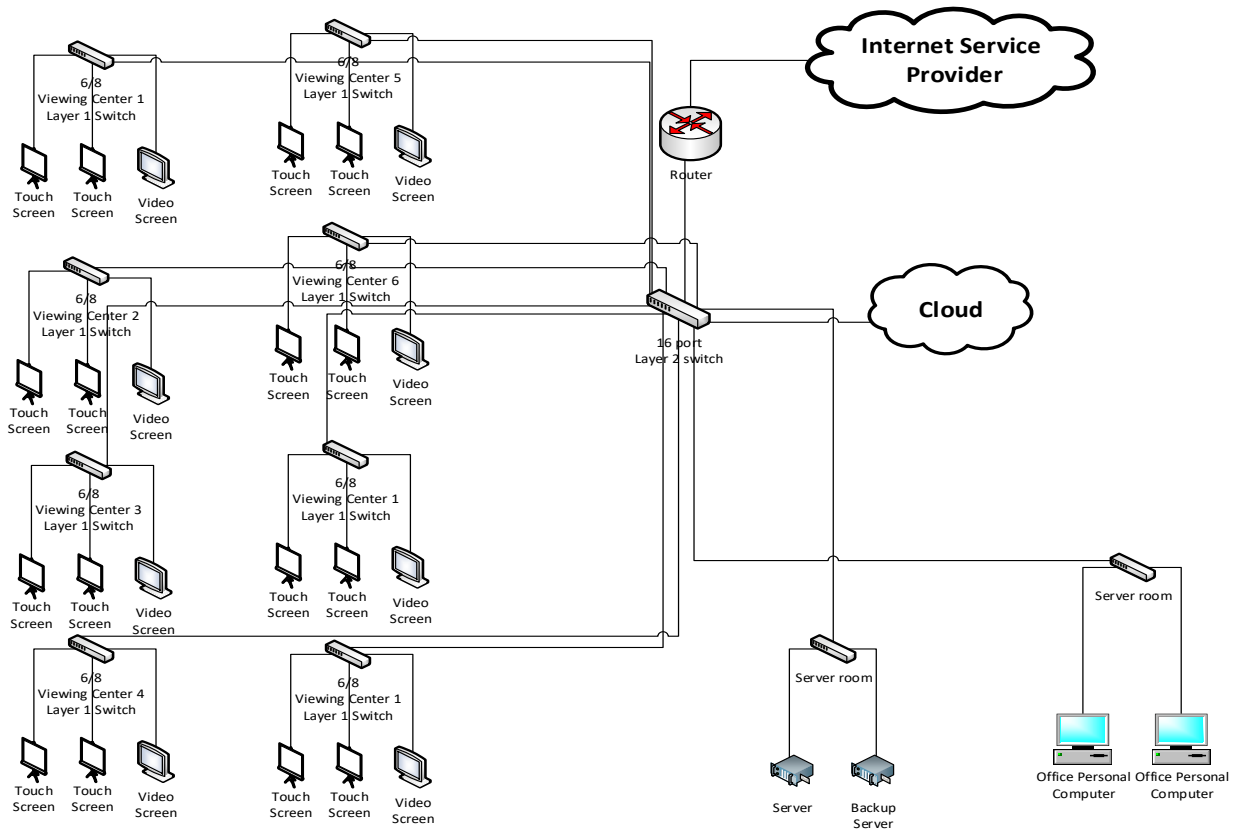 Internet Service
Provider
Router
Cloud
16 port
Layer 2 switch
6/8
Viewing Center 1
Layer 1 Switch
Touch
Screen
Touch
Screen
Video
Screen
6/8
Viewing Center 5
Layer 1 Switch
Touch
Screen
Touch
Screen
Video
Screen
6/8
Viewing Center 2
Layer 1 Switch
Touch
Screen
Touch
Screen
Video
Screen
6/8
Viewing Center 6
Layer 1 Switch
Touch
Screen
Touch
Screen
Video
Screen
6/8
Viewing Center 3
Layer 1 Switch
Touch
Screen
Touch
Screen
Video
Screen
6/8
Viewing Center 1
Layer 1 Switch
Touch
Screen
Touch
Screen
Video
Screen
6/8
Viewing Center 4
Layer 1 Switch
Touch
Screen
Touch
Screen
Video
Screen
6/8
Viewing Center 1
Layer 1 Switch
Touch
Screen
Touch
Screen
Video
Screen
Server room
Server
Backup
Server
Server room
Office Personal
Computer
Office Personal
Computer